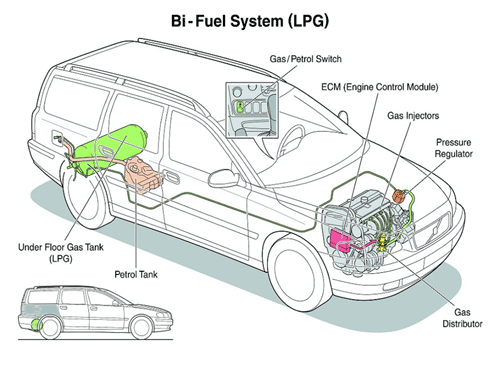 Bi-Fuel System (LPG)
Gas/Petrol Switch
ECM (Engine Control Module)
Gas Injectors
Pressure
Regulator
Under Floor Gas Tank
(LPG)
Petrol Tank
Gas
Distributor